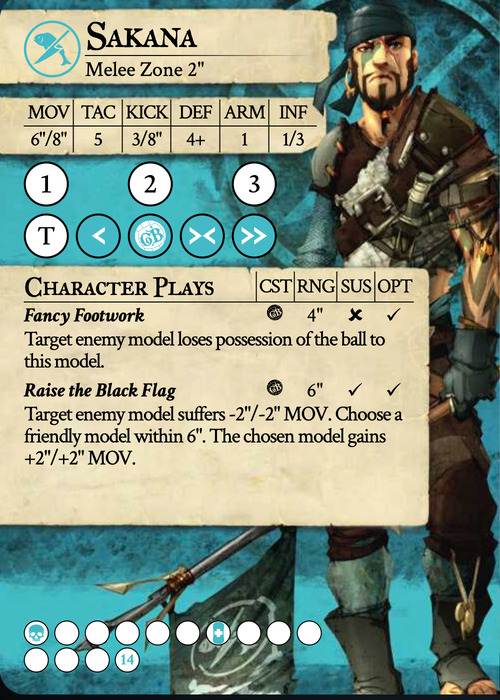 Sakana
Melee Zone 2"
MOV TAC KICK DEF ARM INF
6"/8" 5 3/8" 4+ 1 1/3
1 2 3
T < GB >< >>
Character Plays CST RNG SUS OPT
Fancy Footwork GB 4" ✘ ✓
Target enemy model loses possession of the ball to
this model.
Raise the Black Flag GB 6" ✓ ✓
Target enemy model suffers -2"/-2" MOV. Choose a
friendly model within 6". The chosen model gains
+2"/+2" MOV.
14